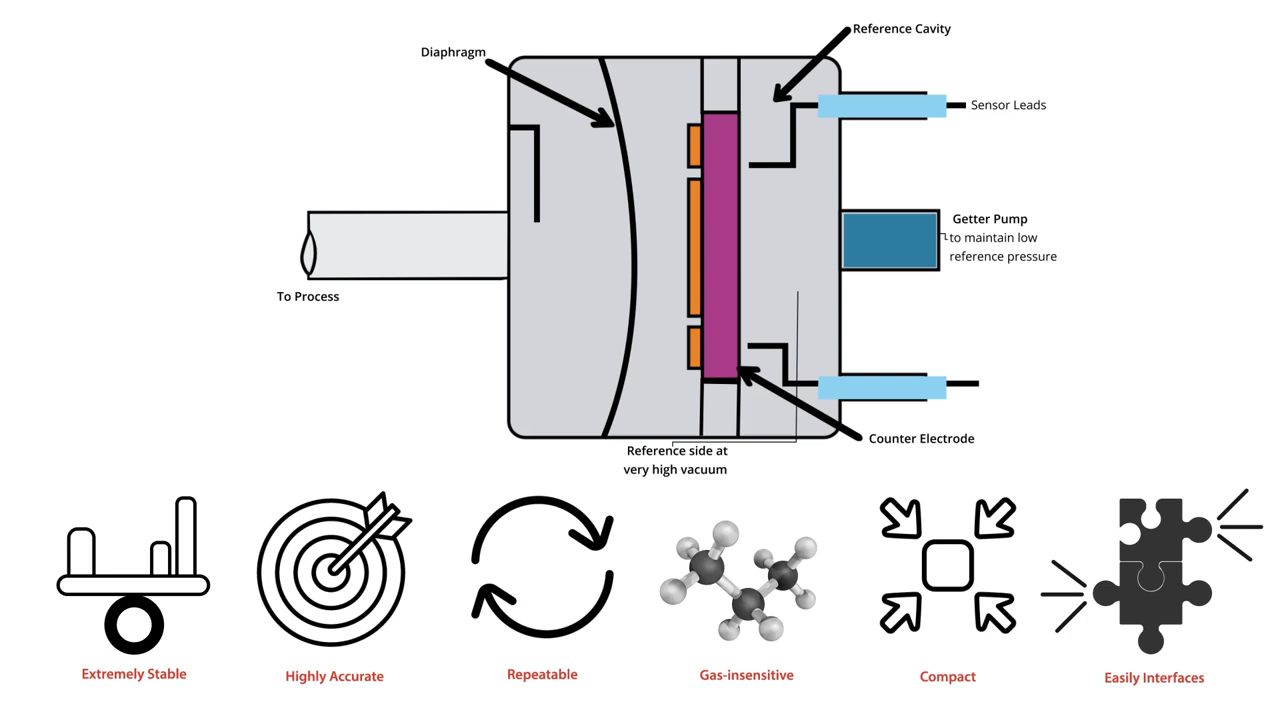 Reference Cavity
Diaphragm
Sensor Leads
Getter Pump
to maintain low
reference pressure
To Process
Counter Electrode
Reference side at
very high vacuum
Extremely Stable
Highly Accurate
Repeatable
Gas-insensitive
Compact
Easily Interfaces